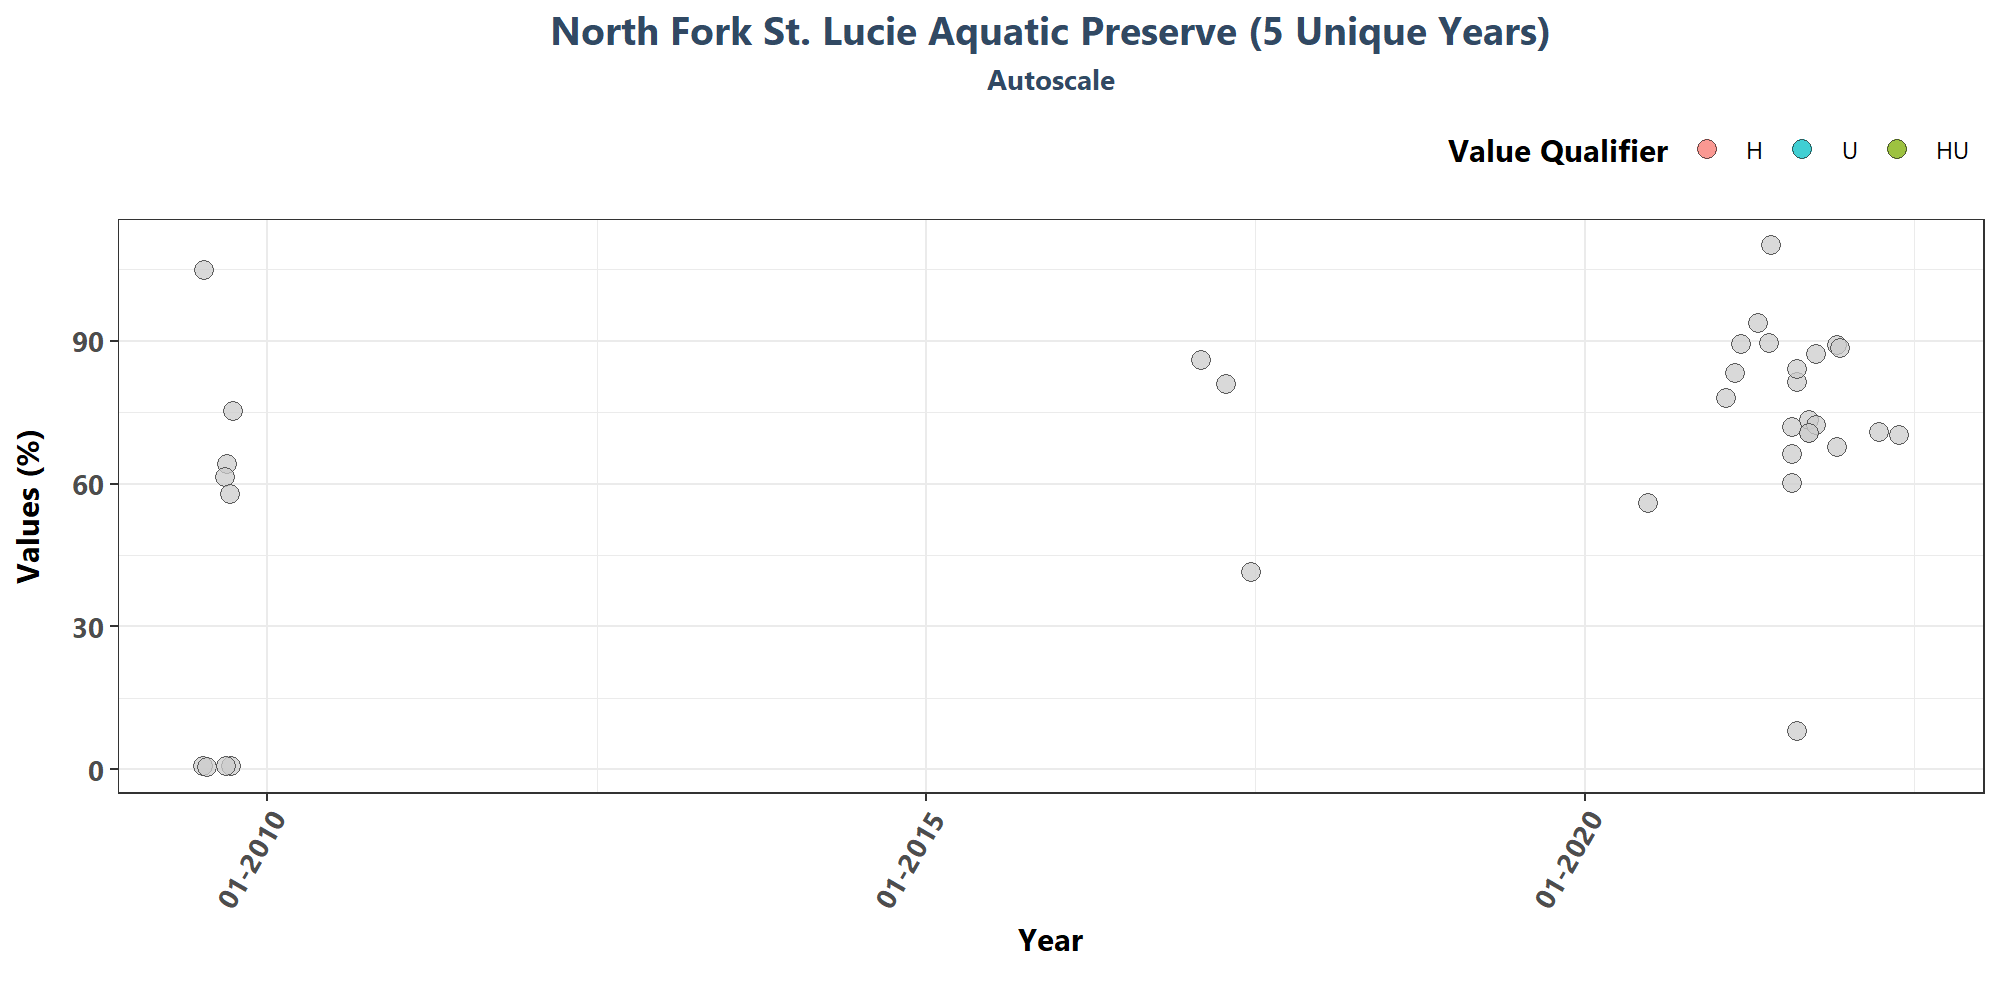 North Fork St. Lucie Aquatic Preserve (5 Unique Years)
Autoscale
Value Qualifier H U HU
Values (%)
90
60
30
0
01-2010
01-2015
01-2020
Year